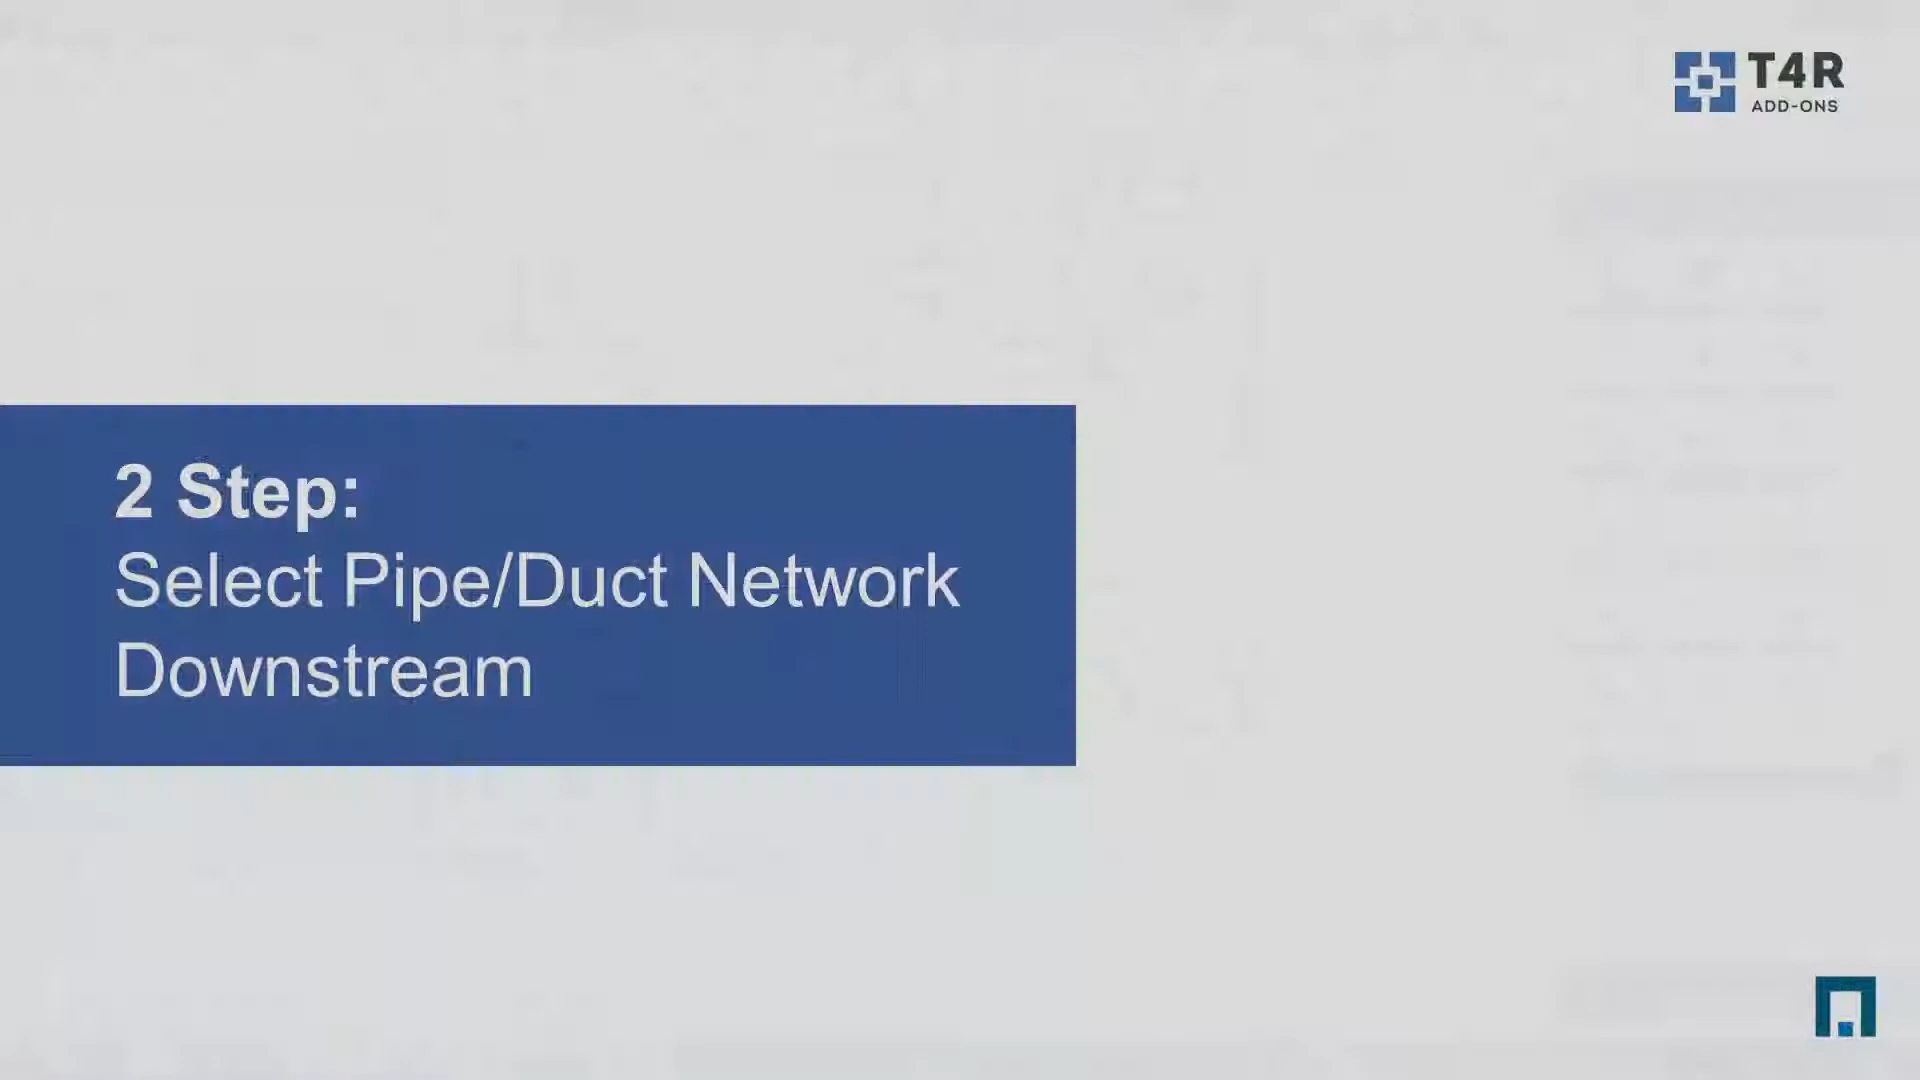 T4R
ADD-ONS
2 Step:
Select Pipe/Duct Network
Downstream